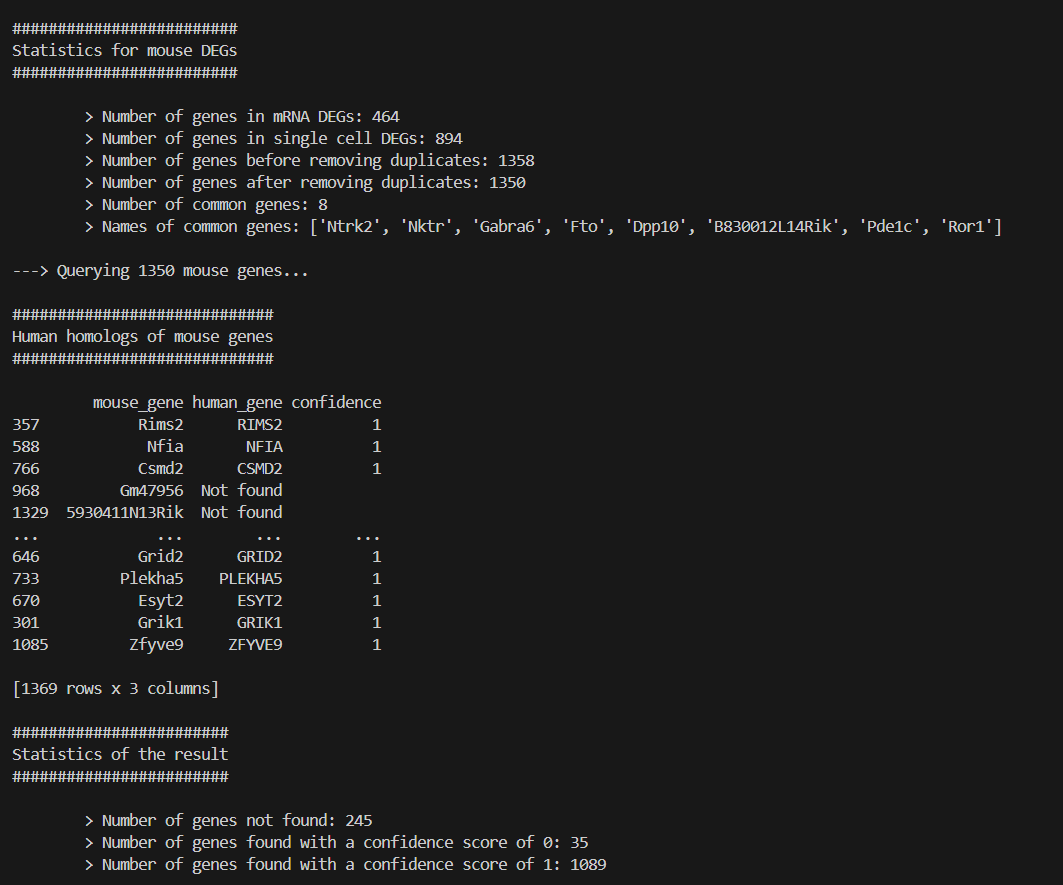 #########################
Statistics for mouse DEGs
#########################
> Number of genes in mRNA DEGs: 464
> Number of genes in single cell DEGs: 894
> Number of genes before removing duplicates: 1358
> Number of genes after removing duplicates: 1350
> Number of common genes: 8
> Names of common genes: ['Ntrk2', 'Nktr', 'Gabra6', 'Fto', 'Dpp10', 'B830012L14Rik', 'Pde1c', 'Ror1']
---> Querying 1350 mouse genes...
#############################
Human homologs of mouse genes
#############################
mouse_gene human_gene confidence
357 Rims2 RIMS2 1
588 Nfia NFIA 1
766 Csmd2 CSMD2 1
968 Gm47956 Not found
1329 5930411N13Rik Not found
... ... ... ...
646 Grid2 GRID2 1
733 Plekha5 PLEKHA5 1
670 Esyt2 ESYT2 1
301 Grik1 GRIK1 1
1085 Zfyve9 ZFYVE9 1
[1369 rows x 3 columns]
########################
Statistics of the result
########################
> Number of genes not found: 245
> Number of genes found with a confidence score of 0: 35
> Number of genes found with a confidence score of 1: 1089